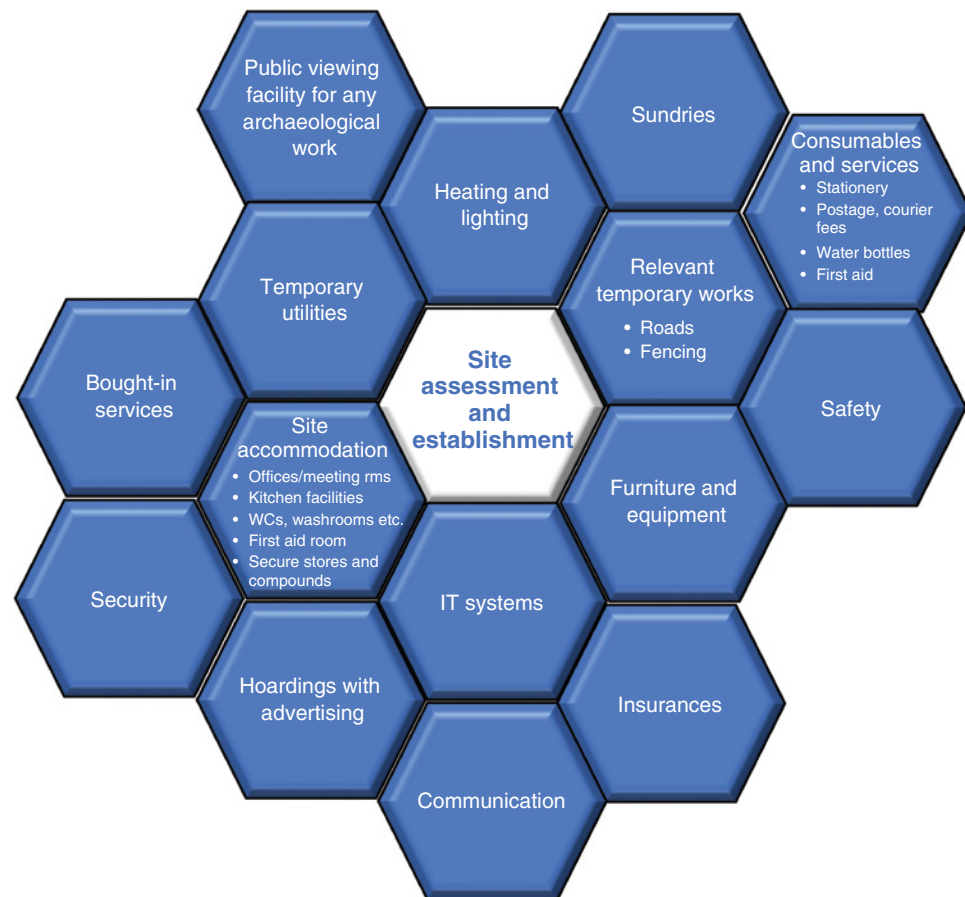 Public viewing
facility for any
archaeological
work
Sundries
Consumables
and services
• Stationery
• Postage, courier
fees
• Water bottles
• First aid
Heating and
lighting
Temporary
utilities
Relevant
temporary works
• Roads
• Fencing
Bought-in
services
Site
assessment
and
establishment
Safety
Site
accommodation
• Offices/meeting rms
• Kitchen facilities
• WCs, washrooms etc.
• First aid room
• Secure stores and
compounds
Furniture and
equipment
Security
IT systems
Hoardings with
advertising
Insurances
Communication